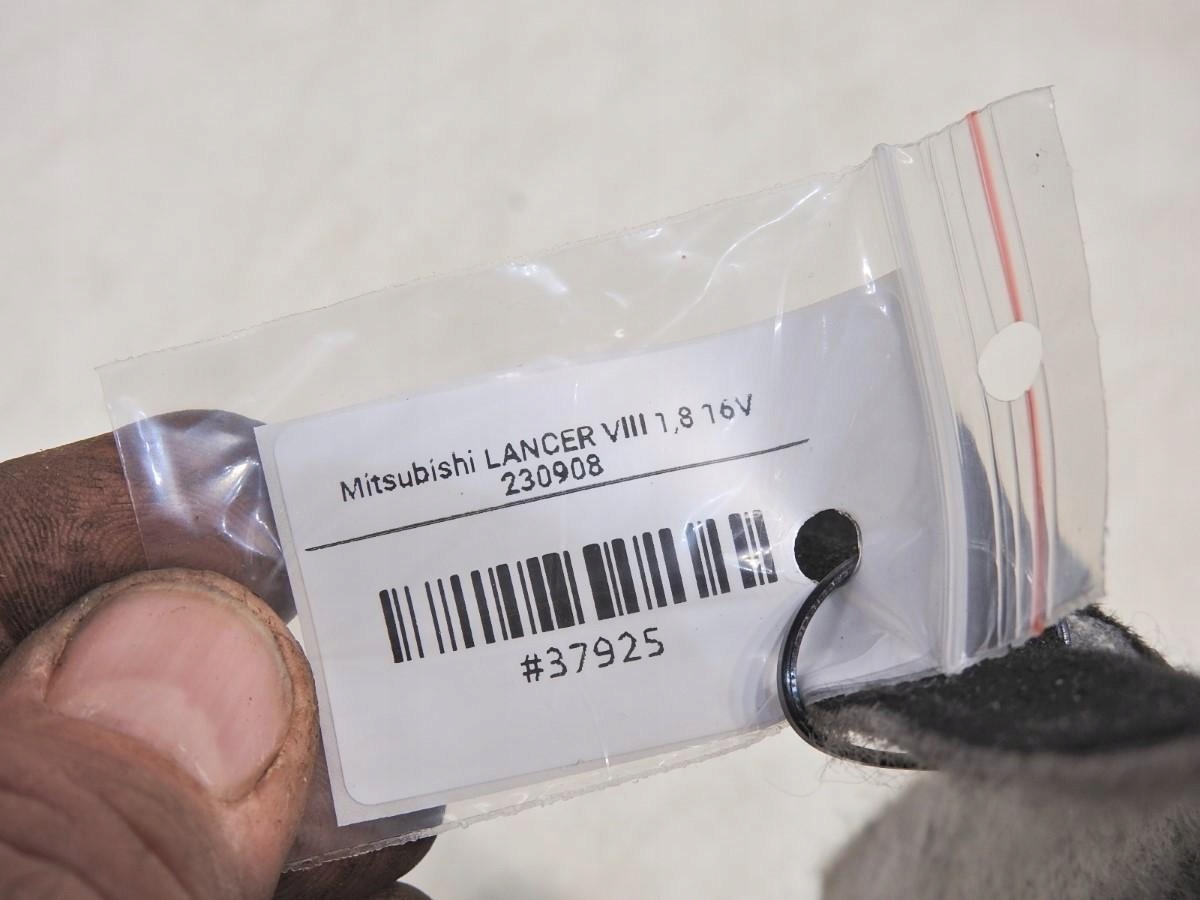 Mitsubishi LANCER VIII 1,8 16V
230908
#37925